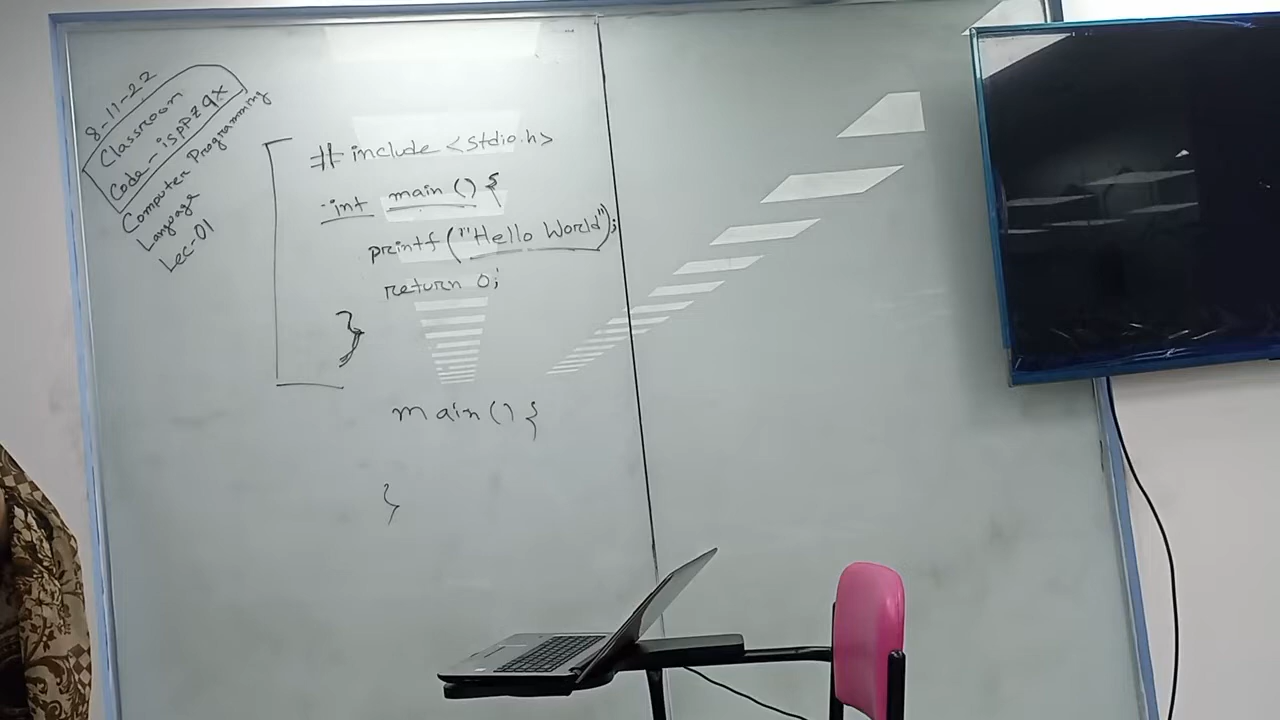 8-11-22
Classroom
Code- isppz9x
Computer Programming
Language
Lec-01
#include <stdio.h>
int main () {
printf ("Hello World");
return 0;
}
main () {
}